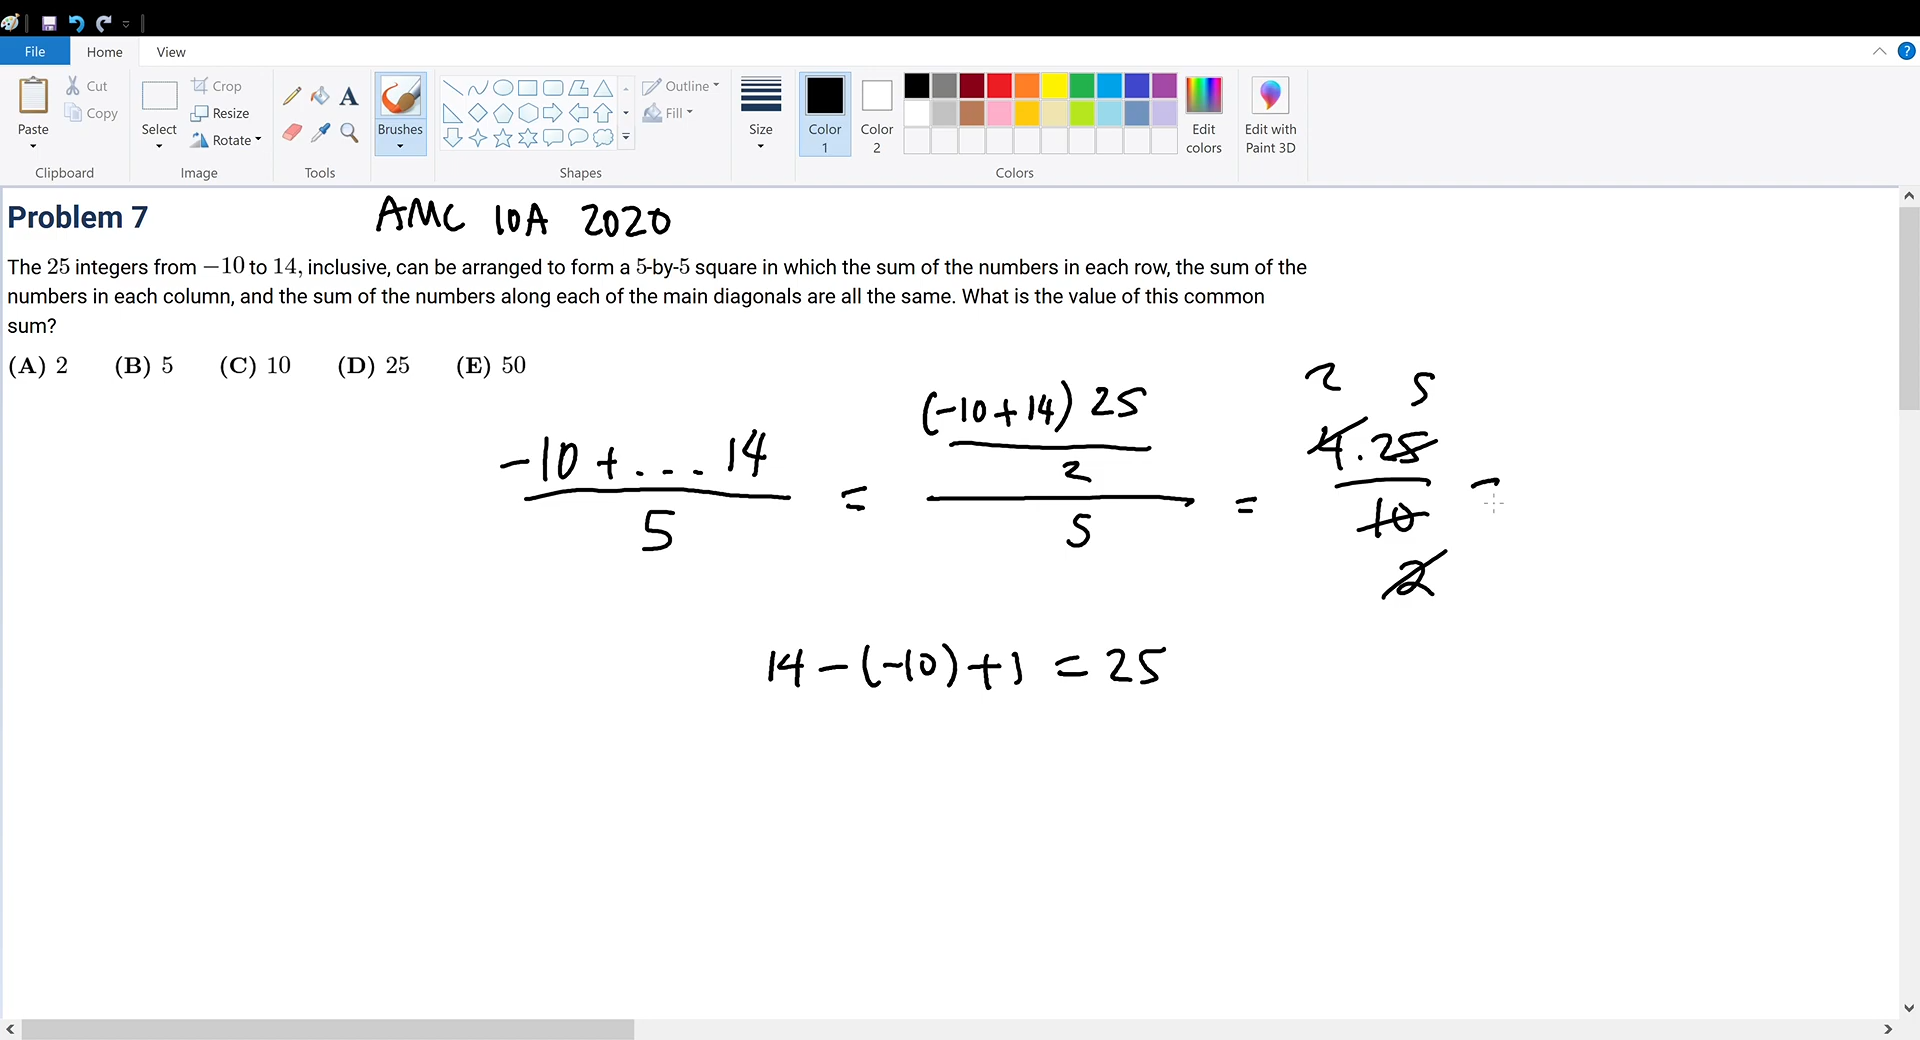 File Home View
Paste Cut Copy Clipboard
Select Crop Resize Rotate Image
A Tools
Brushes
Outline Fill Shapes
Size
Color 1 Color 2 Edit colors Colors
Edit with Paint 3D
?
Problem 7 AMC 10A 2020
The 25 integers from −10 to 14, inclusive, can be arranged to form a 5-by-5 square in which the sum of the numbers in each row, the sum of the
numbers in each column, and the sum of the numbers along each of the main diagonals are all the same. What is the value of this common
sum?
(A) 2 (B) 5 (C) 10 (D) 25 (E) 50
-10 + ... 14
5
=
(-10+14) 25
2
5
=
2 5
4 . 25
10
2
14 - (-10) + 1 = 25